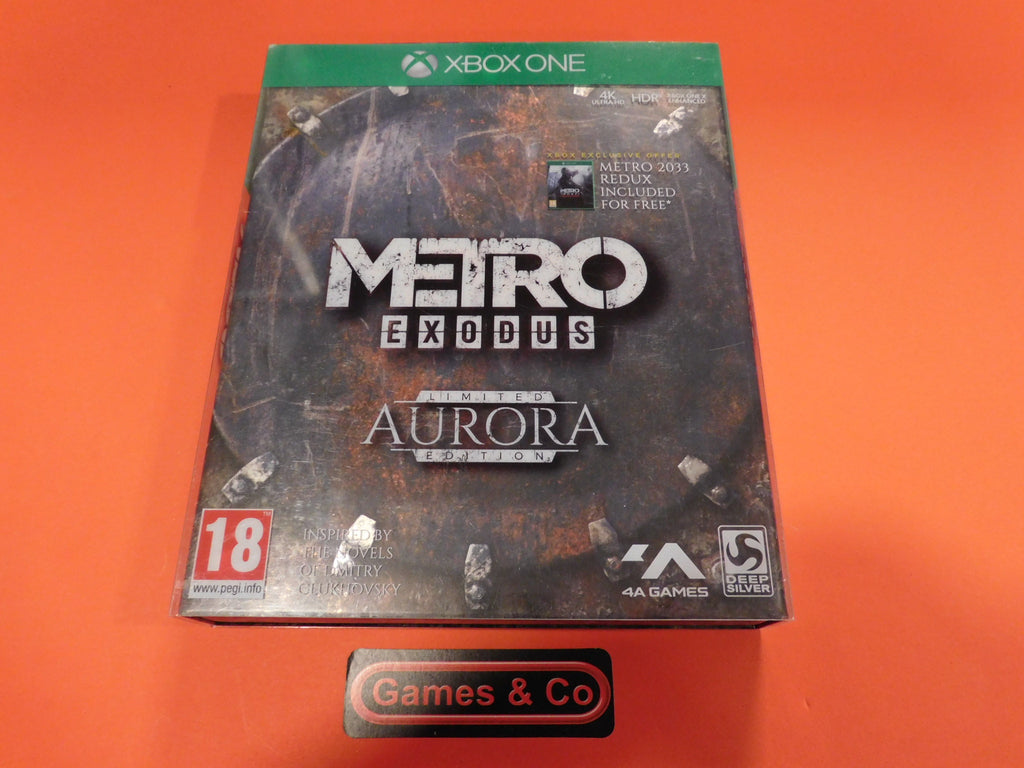 XBOX ONE
4K
ULTRA HD
HDR
XBOX ONE X
ENHANCED
XBOX EXCLUSIVE OFFER
METRO 2033
REDUX
INCLUDED
FOR FREE*
METRO
METRO
EXODUS
LIMITED
AURORA
EDITION
18
www.pegi.info
INSPIRED BY
THE NOVELS
OF DMITRY
GLUKHOVSKY
4A GAMES
DEEP
SILVER
Games & Co